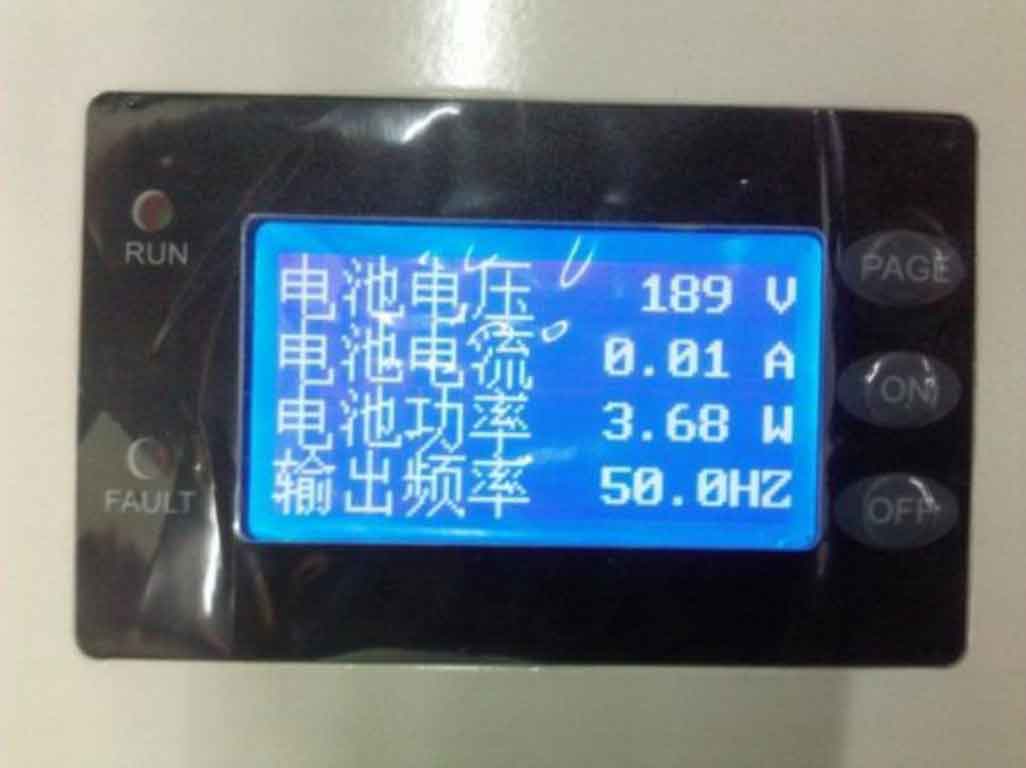 RUN
FAULT
电池电压 189 V
电池电流 0.01 A
电池功率 3.68 W
输出频率 50.0HZ
PAGE
ON
OFF